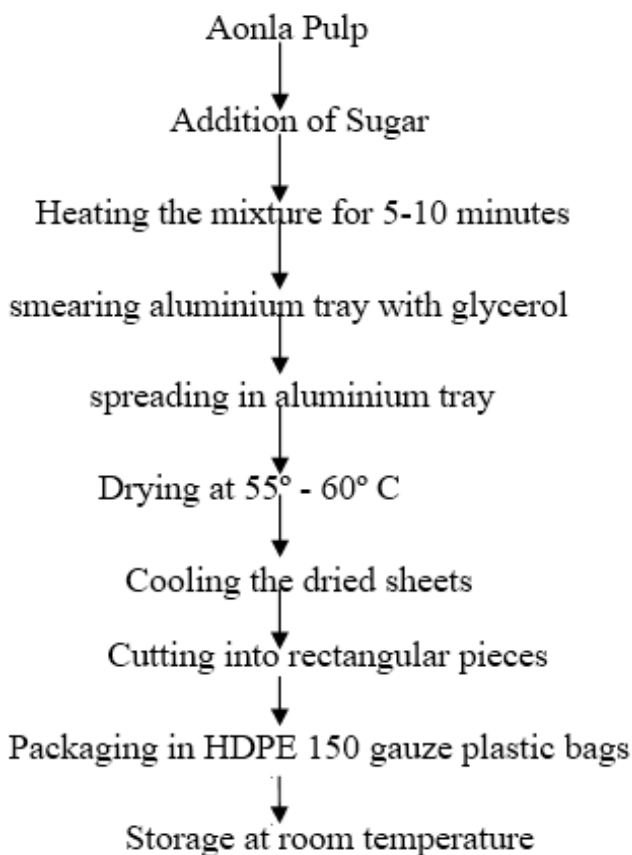 Aonla Pulp
Addition of Sugar
Heating the mixture for 5-10 minutes
smearing aluminium tray with glycerol
spreading in aluminium tray
Drying at 55º - 60º C
Cooling the dried sheets
Cutting into rectangular pieces
Packaging in HDPE 150 gauze plastic bags
Storage at room temperature